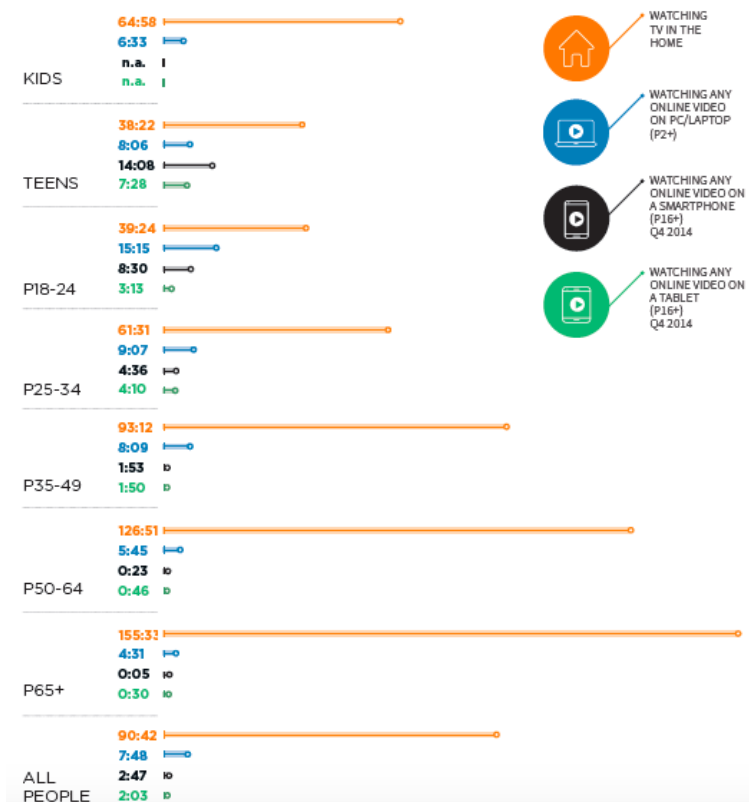 64:58
6:33
n.a.
KIDS
n.a.
38:22
8:06
14:08
TEENS
7:28
39:24
15:15
8:30
P18-24
3:13
61:31
9:07
4:36
P25-34
4:10
93:12
8:09
1:53
P35-49
1:50
126:51
5:45
0:23
P50-64
0:46
155:33
4:31
0:05
P65+
0:30
90:42
7:48
2:47
ALL
PEOPLE
2:03
WATCHING
TV IN THE
HOME
WATCHING ANY
ONLINE VIDEO
ON PC/LAPTOP
(P2+)
WATCHING ANY
ONLINE VIDEO ON
A SMARTPHONE
(P16+)
Q4 2014
WATCHING ANY
ONLINE VIDEO ON
A TABLET
(P16+)
Q4 2014